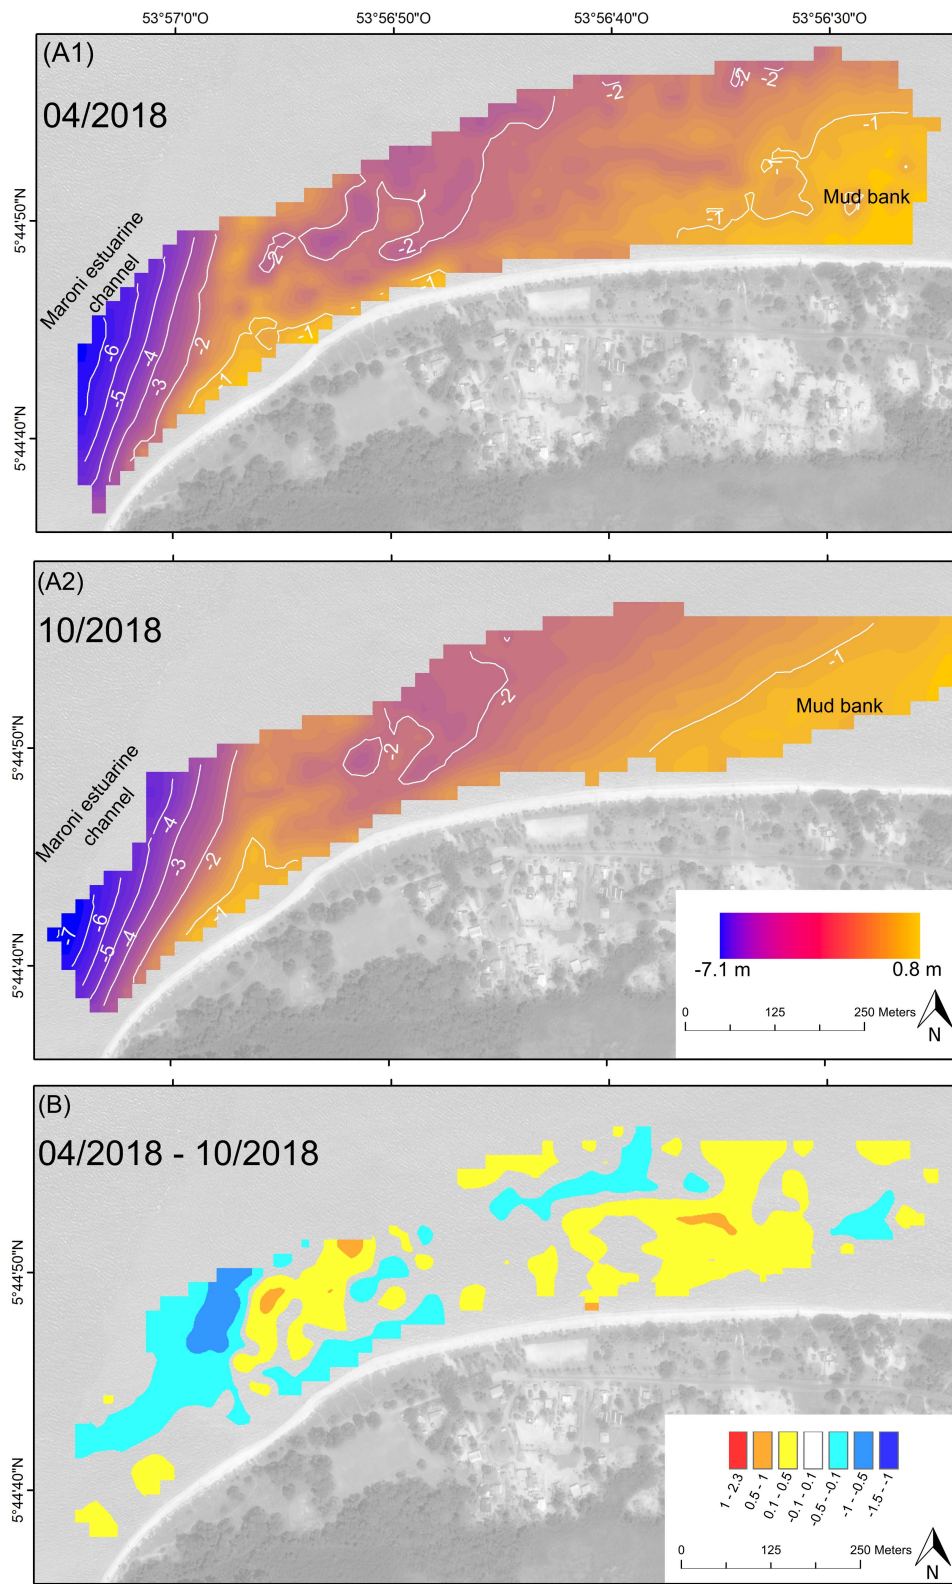 53°57'0"O 53°56'50"O 53°56'40"O 53°56'30"O
(A1)
04/2018
5°44'50"N
5°44'40"N
Maroni estuarine
channel
Mud bank
-6
-5
-4
-3
-2
-1
-2
-2
-1
-1
-2
-2
-2
-1
-1
-1
(A2)
10/2018
5°44'50"N
5°44'40"N
Maroni estuarine
channel
Mud bank
-7
-6
-5
-4
-4
-3
-2
-1
-2
-2
-1
-7.1 m 0.8 m
0 125 250 Meters
N
(B)
04/2018 - 10/2018
5°44'50"N
5°44'40"N
1 - 2.3
0.5 - 1
0.1 - 0.5
-0.1 - 0.1
-0.5 - -0.1
-1 - -0.5
-1.5 - -1
0 125 250 Meters
N